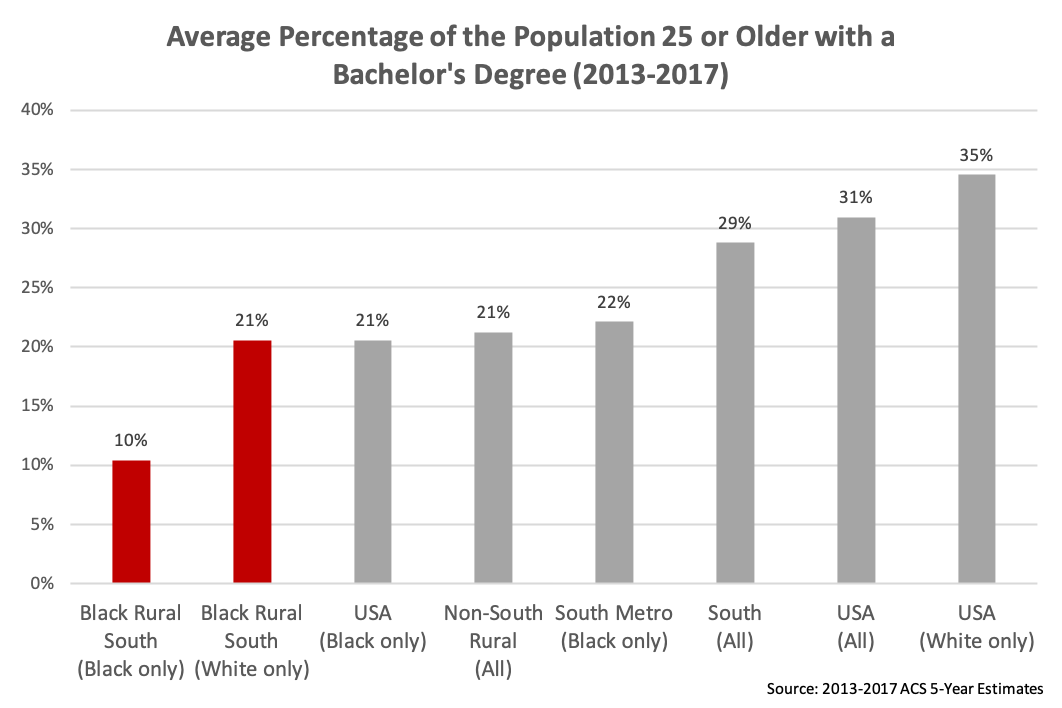 Average Percentage of the Population 25 or Older with a
Bachelor's Degree (2013-2017)
40%
35%
30%
25%
20%
15%
10%
5%
0%
10%
21%
21%
21%
22%
29%
31%
35%
Black Rural
South
(Black only)
Black Rural
South
(White only)
USA
(Black only)
Non-South
Rural
(All)
South Metro
(Black only)
South
(All)
USA
(All)
USA
(White only)
Source: 2013-2017 ACS 5-Year Estimates